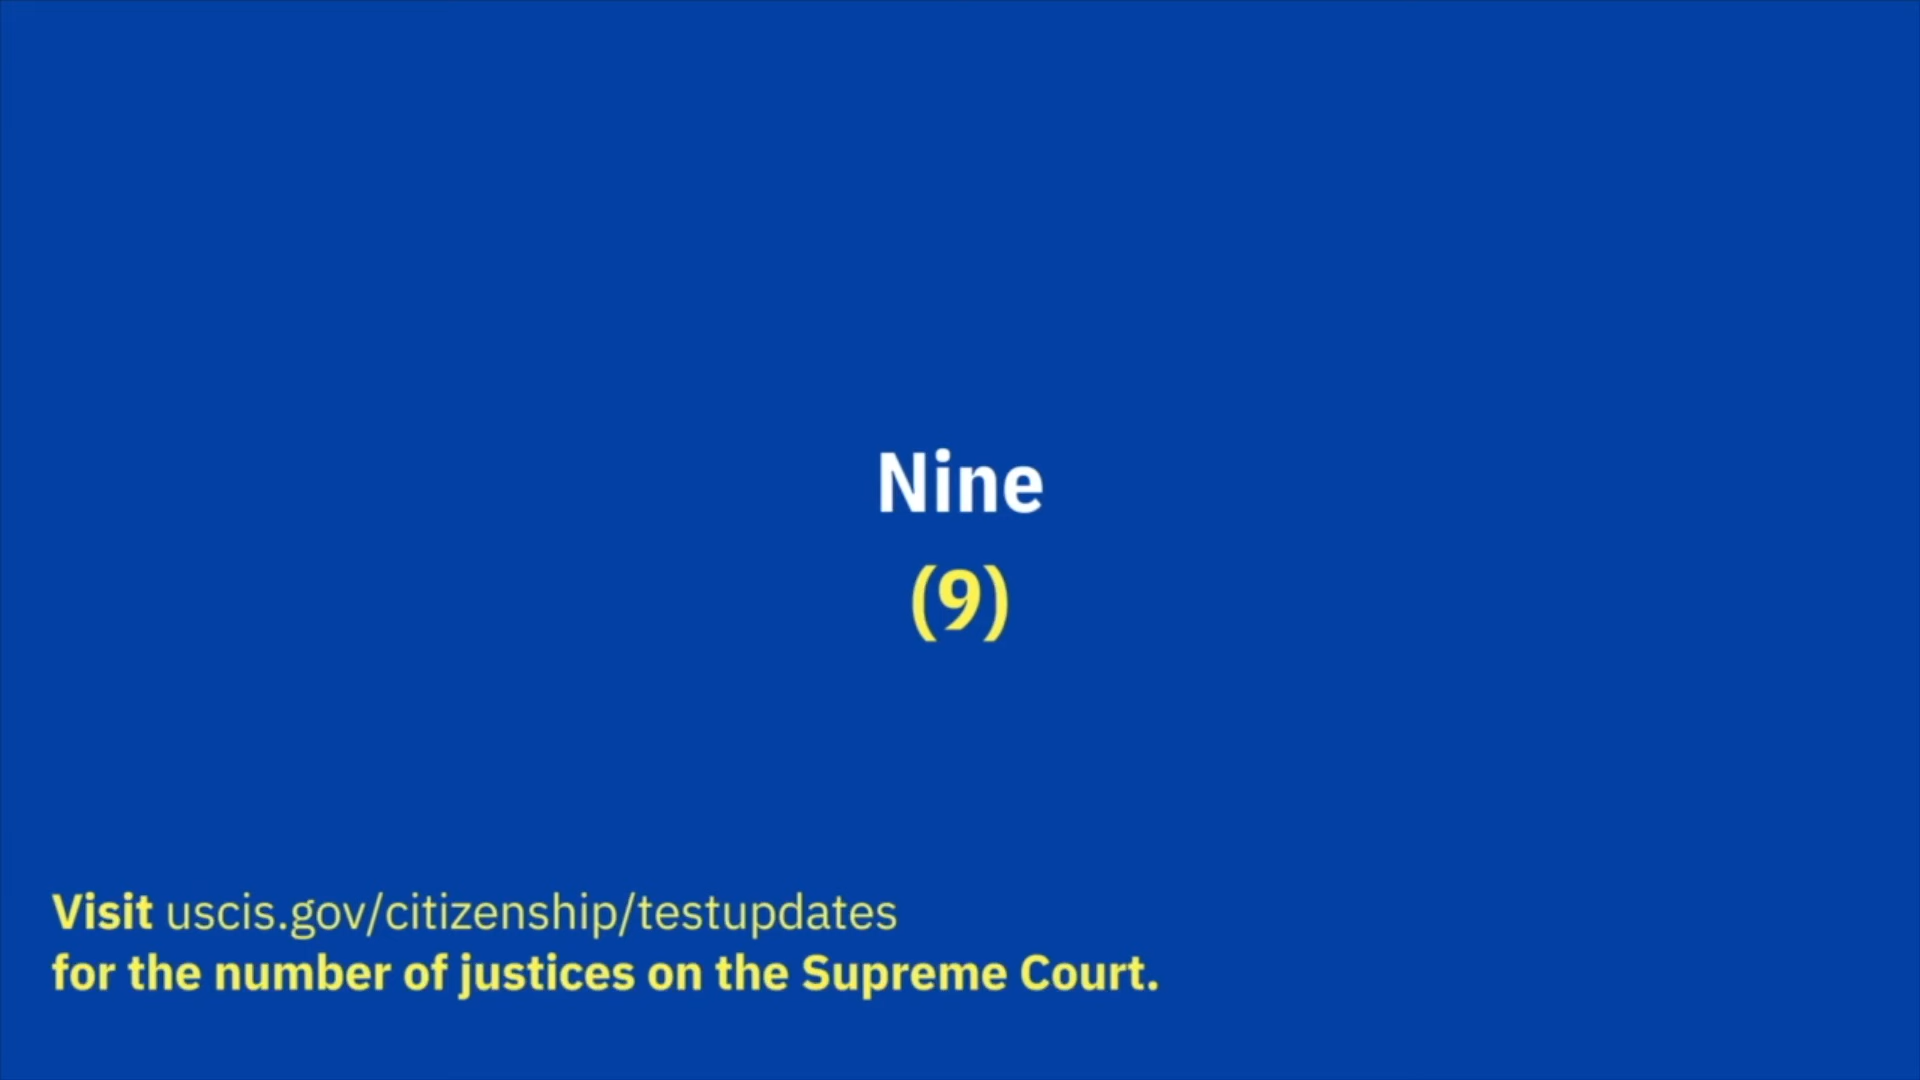 Nine
(9)
Visit uscis.gov/citizenship/testupdates
for the number of justices on the Supreme Court.